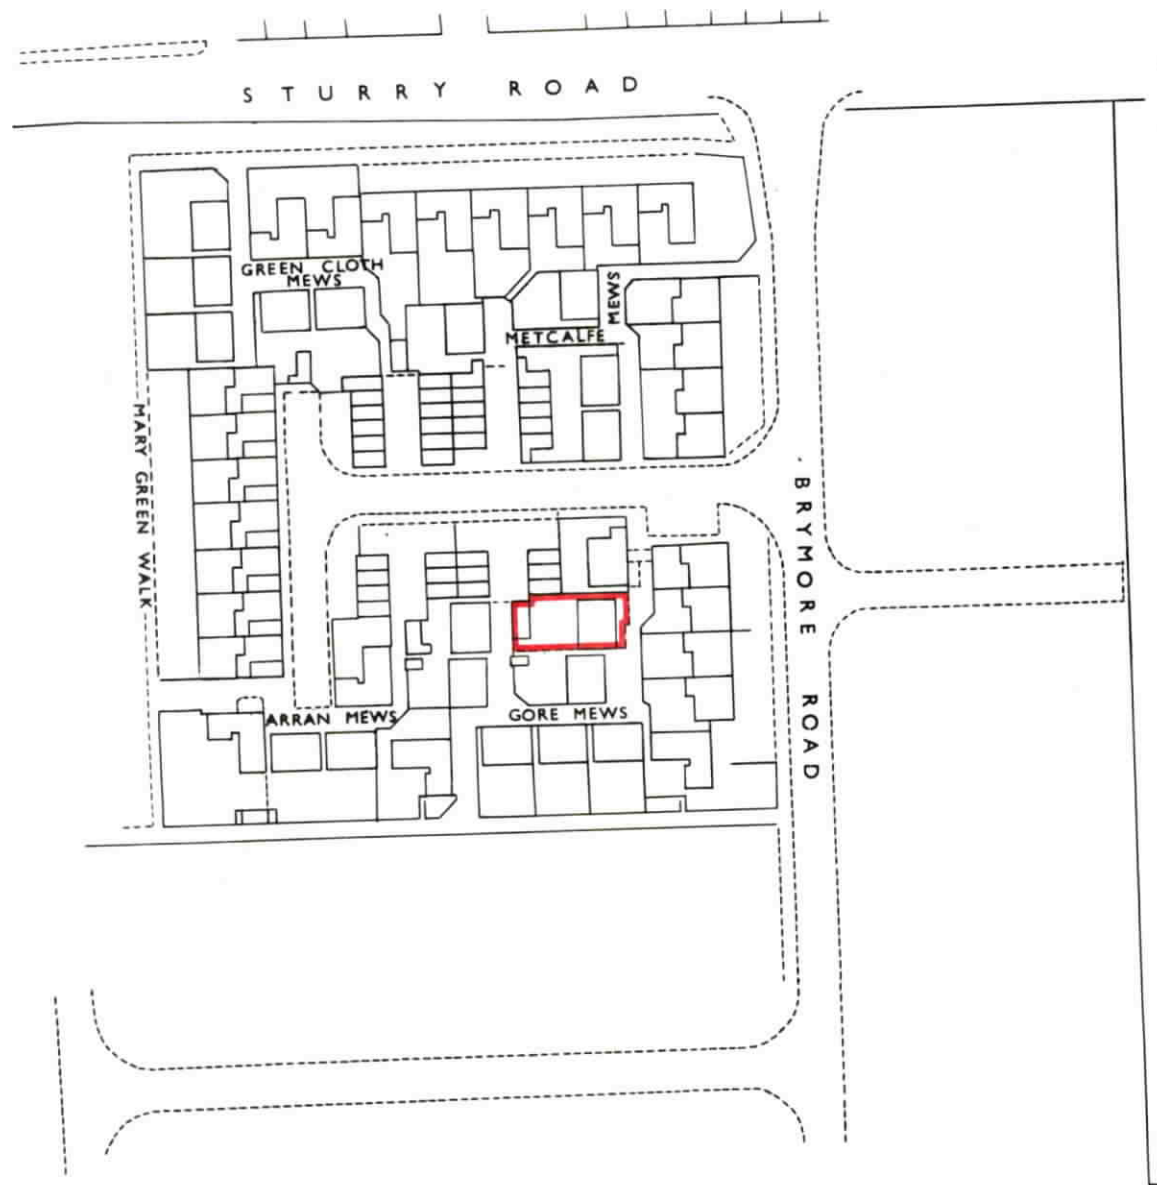 STURRY ROAD
GREEN CLOTH
MEWS
MEWS
METCALFE
MARY GREEN WALK
BRYMORE ROAD
ARRAN MEWS
GORE MEWS